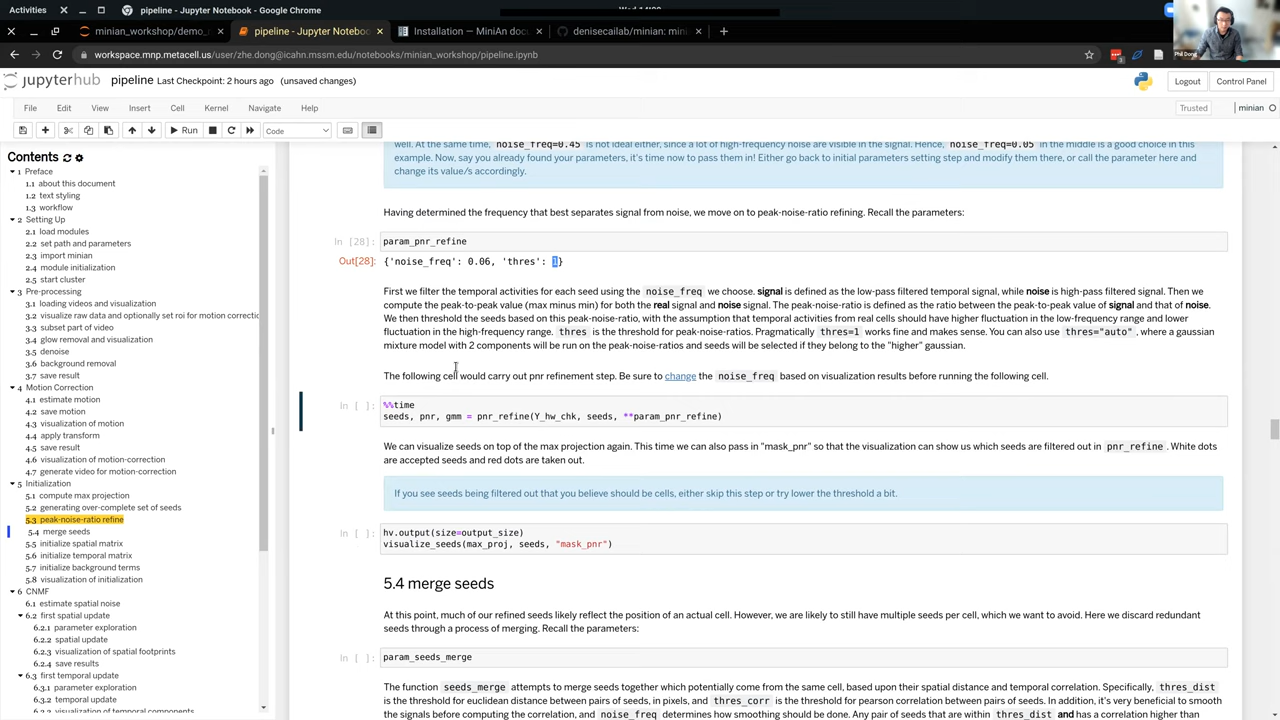 Activities
pipeline - Jupyter Notebook - Google Chrome
minian_workshop/demo_
pipeline - Jupyter Notebook
Installation — MiniAn docu
denisecailab/minian: mini
workspace.mnp.metacell.us/user/zhe.dong@icahn.mssm.edu/notebooks/minian_workshop/pipeline.ipynb
jupyterhub pipeline Last Checkpoint: 2 hours ago (unsaved changes)
Logout Control Panel
File Edit View Insert Cell Kernel Navigate Help
Trusted minian
Run Code
Contents
1 Preface
1.1 about this document
1.2 text styling
1.3 workflow
2 Setting Up
2.1 load modules
2.2 set path and parameters
2.3 import minian
2.4 module initialization
2.5 start cluster
3 Pre-processing
3.1 loading videos and visualization
3.2 visualize raw data and optionally set roi for motion correctio
3.3 subset part of video
3.4 glow removal and visualization
3.5 denoise
3.6 background removal
3.7 save result
4 Motion Correction
4.1 estimate motion
4.2 save motion
4.3 visualization of motion
4.4 apply transform
4.5 save result
4.6 visualization of motion-correction
4.7 generate video for motion-correction
5 Initialization
5.1 compute max projection
5.2 generating over-complete set of seeds
5.3 peak-noise-ratio refine
5.4 merge seeds
5.5 initialize spatial matrix
5.6 initialize temporal matrix
5.7 initialize background terms
5.8 visualization of initialization
6 CNMF
6.1 estimate spatial noise
6.2 first spatial update
6.2.1 parameter exploration
6.2.2 spatial update
6.2.3 visualization of spatial footprints
6.2.4 save results
6.3 first temporal update
6.3.1 parameter exploration
6.3.2 temporal update
6.3.3 visualization of temporal components
well. At the same time, noise_freq=0.45 is not ideal either, since a lot of high-frequency noise are visible in the signal. Hence, noise_freq=0.05 in the middle is a good choice in this
example. Now, say you already found your parameters, it's time now to pass them in! Either go back to initial parameters setting step and modify them there, or call the parameter here and
change its value/s accordingly.
Having determined the frequency that best separates signal from noise, we move on to peak-noise-ratio refining. Recall the parameters:
In [28]: param_pnr_refine
Out[28]: {'noise_freq': 0.06, 'thres': 1}
First we filter the temporal activities for each seed using the noise_freq we choose. signal is defined as the low-pass filtered temporal signal, while noise is high-pass filtered signal. Then we
compute the peak-to-peak value (max minus min) for both the real signal and noise signal. The peak-noise-ratio is defined as the ratio between the peak-to-peak value of signal and that of noise.
We then threshold the seeds based on this peak-noise-ratio, with the assumption that temporal activities from real cells should have higher fluctuation in the low-frequency range and lower
fluctuation in the high-frequency range. thres is the threshold for peak-noise-ratios. Pragmatically thres=1 works fine and makes sense. You can also use thres="auto", where a gaussian
mixture model with 2 components will be run on the peak-noise-ratios and seeds will be selected if they belong to the "higher" gaussian.
The following cell would carry out pnr refinement step. Be sure to change the noise_freq based on visualization results before running the following cell.
In [ ]: %%time
seeds, pnr, gmm = pnr_refine(Y_hw_chk, seeds, **param_pnr_refine)
We can visualize seeds on top of the max projection again. This time we can also pass in "mask_pnr" so that the visualization can show us which seeds are filtered out in pnr_refine. White dots
are accepted seeds and red dots are taken out.
If you see seeds being filtered out that you believe should be cells, either skip this step or try lower the threshold a bit.
In [ ]: hv.output(size=output_size)
visualize_seeds(max_proj, seeds, "mask_pnr")
5.4 merge seeds
At this point, much of our refined seeds likely reflect the position of an actual cell. However, we are likely to still have multiple seeds per cell, which we want to avoid. Here we discard redundant
seeds through a process of merging. Recall the parameters:
In [ ]: param_seeds_merge
The function seeds_merge attempts to merge seeds together which potentially come from the same cell, based upon their spatial distance and temporal correlation. Specifically, thres_dist
is the threshold for euclidean distance between pairs of seeds, in pixels, and thres_corr is the threshold for pearson correlation between pairs of seeds. In addition, it's very beneficial to smooth
the signals before computing the correlation, and noise_freq determines how smoothing should be done. Any pair of seeds that are within thres_dist and has a correlation higher than
Phil Dong